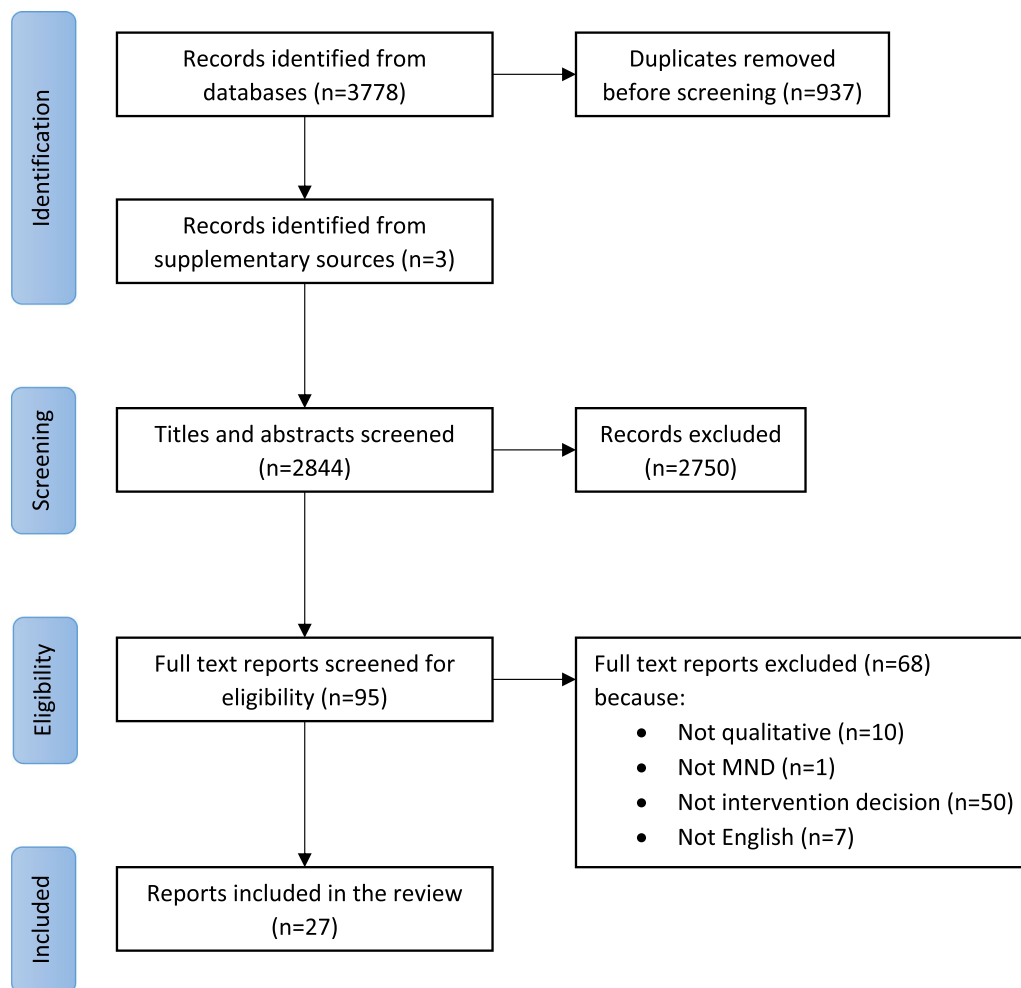 Identification
Records identified from
databases (n=3778)
Duplicates removed
before screening (n=937)
Records identified from
supplementary sources (n=3)
Screening
Titles and abstracts screened
(n=2844)
Records excluded
(n=2750)
Eligibility
Full text reports screened for
eligibility (n=95)
Full text reports excluded (n=68)
because:
• Not qualitative (n=10)
• Not MND (n=1)
• Not intervention decision (n=50)
• Not English (n=7)
Included
Reports included in the review
(n=27)